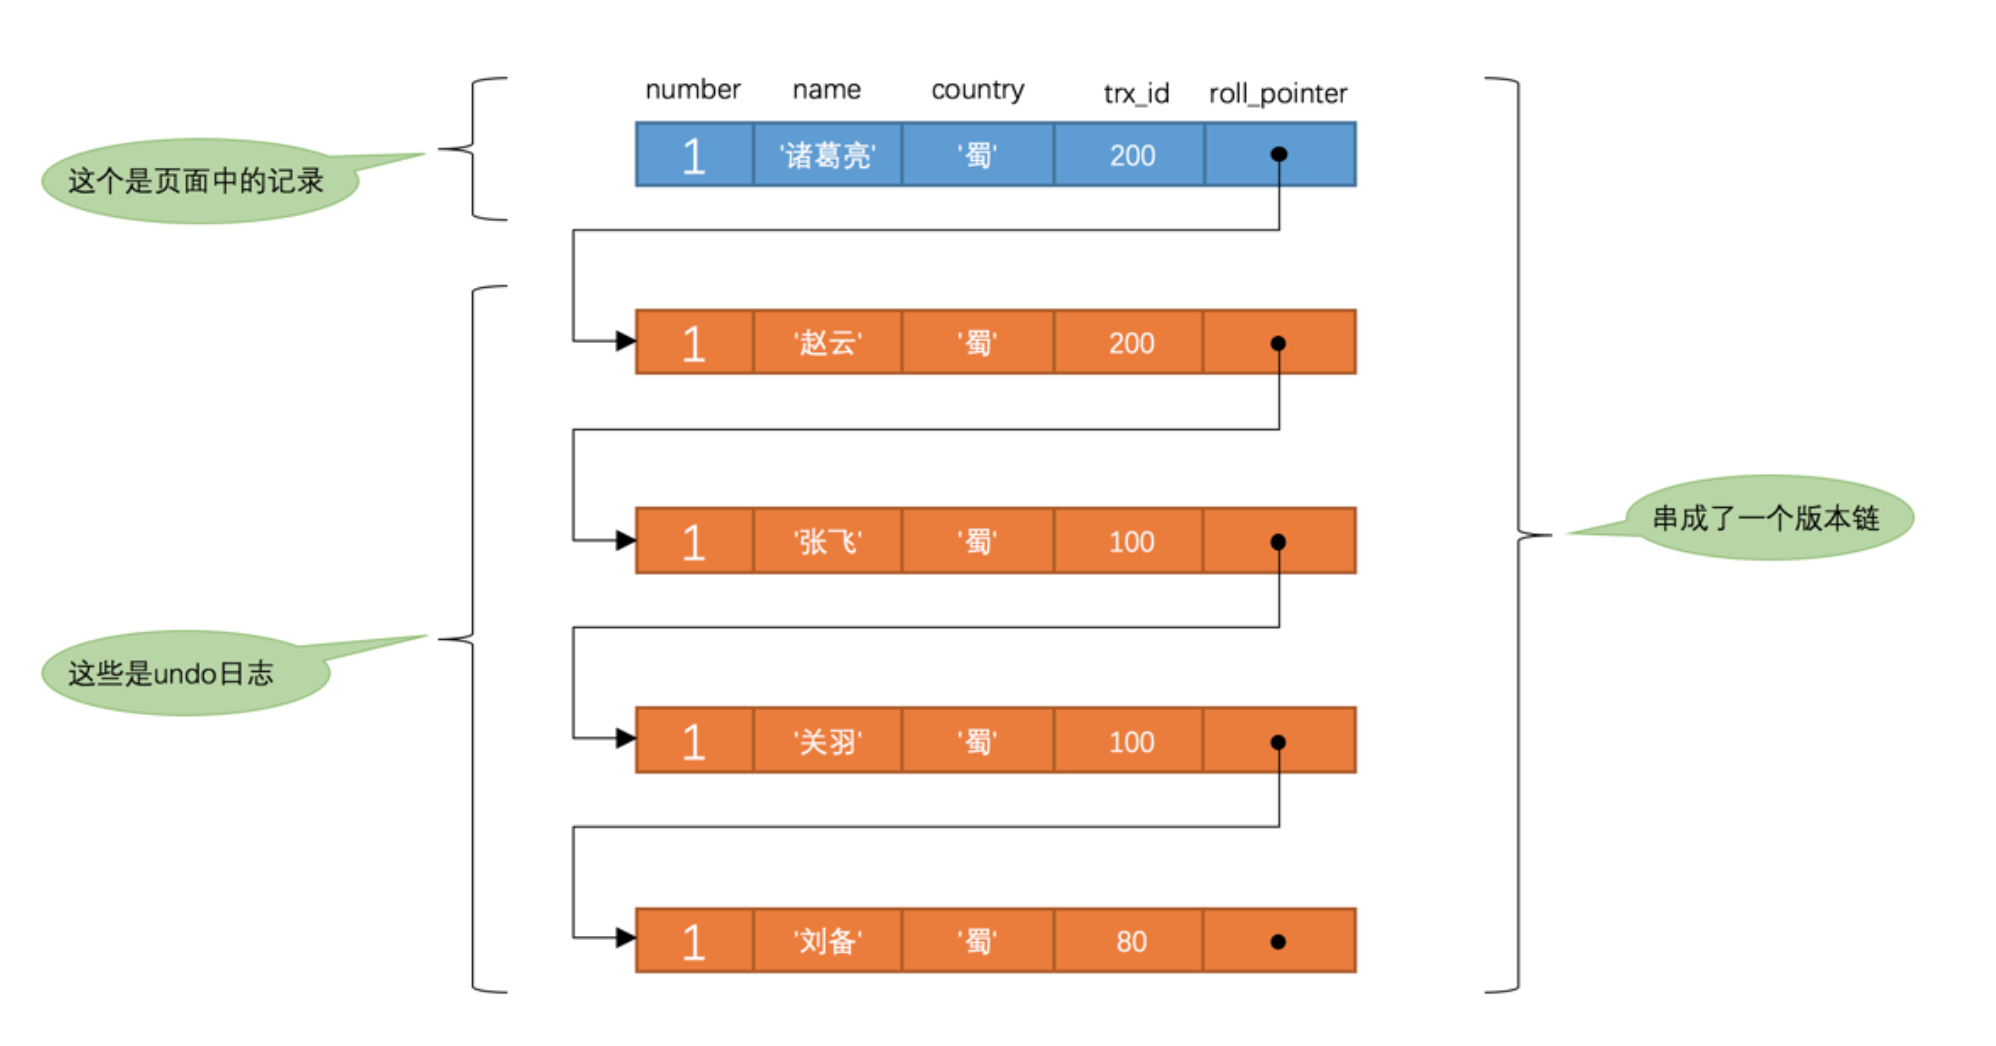 number name country trx_id roll_pointer
这个是页面中的记录
1 '诸葛亮' '蜀' 200
1 '赵云' '蜀' 200
串成了一个版本链
1 '张飞' '蜀' 100
这些是undo日志
1 '关羽' '蜀' 100
1 '刘备' '蜀' 80